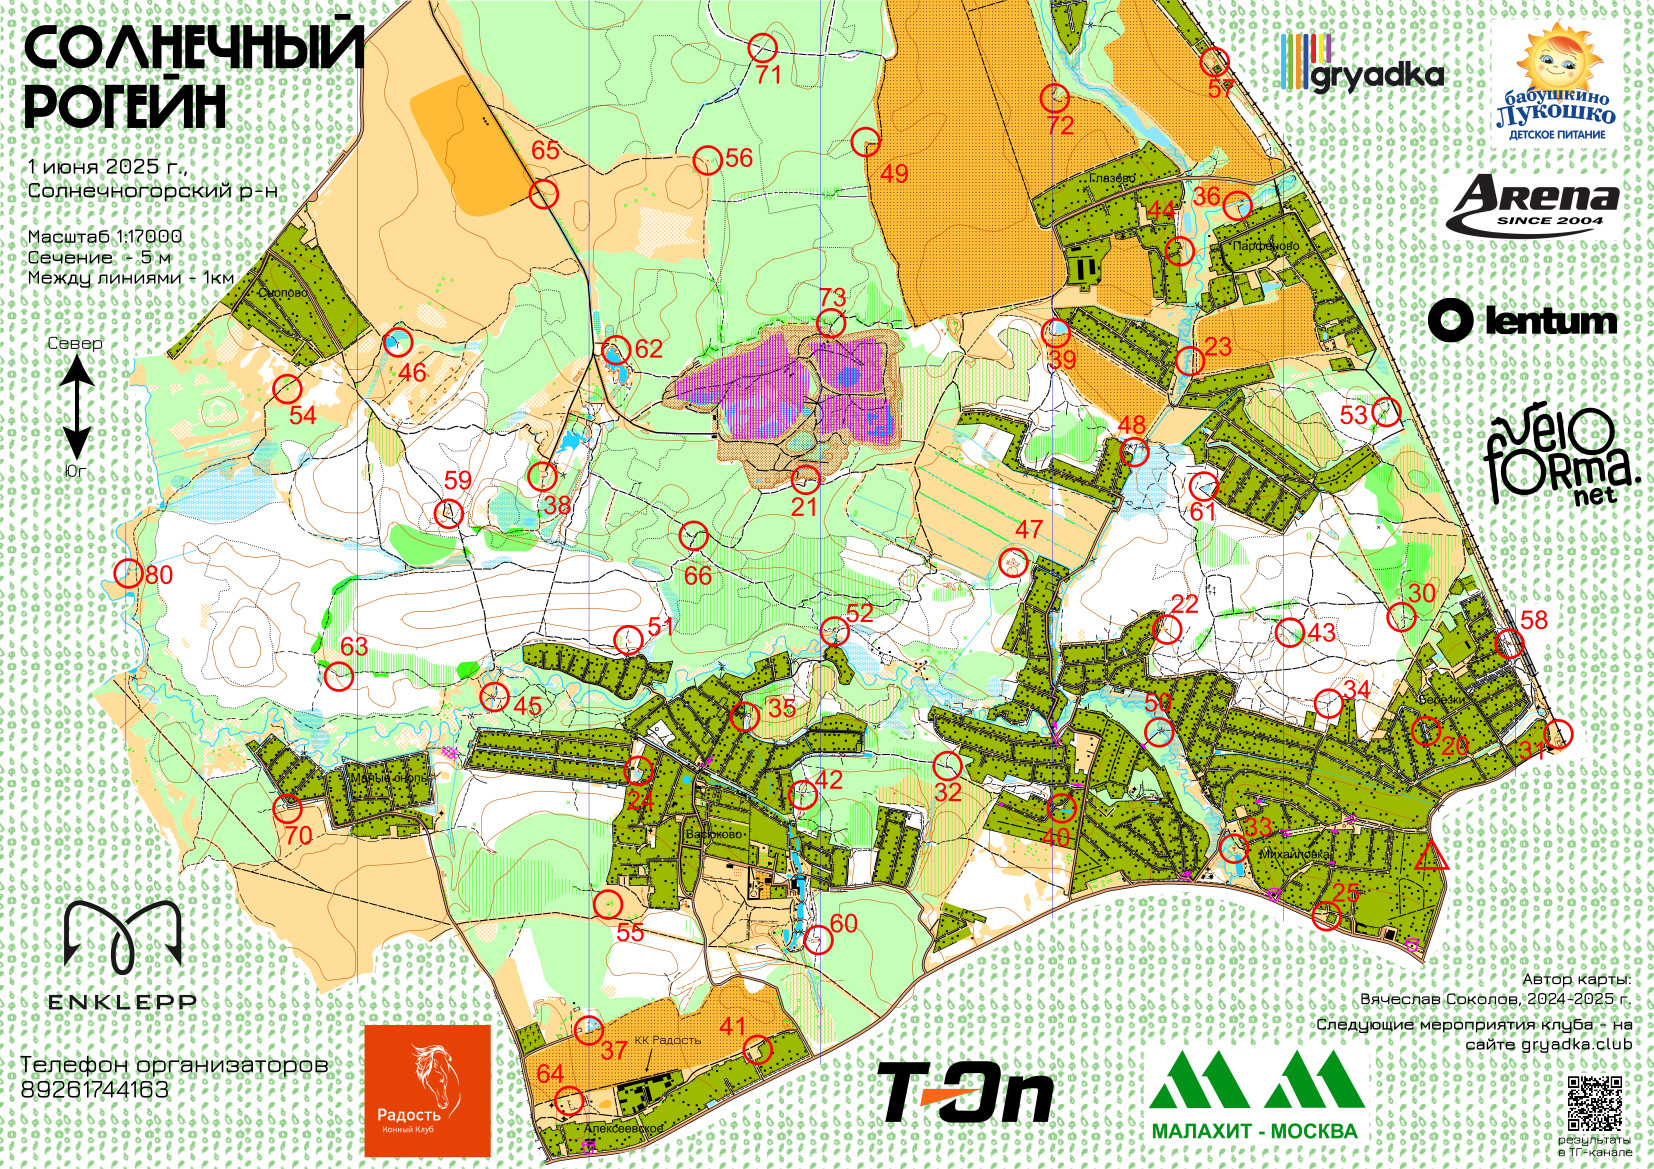 СОЛНЕЧНЫЙ
РОГЕЙН
1 июня 2025 г.,
Солнечногорский р-н
Масштаб 1:17000
Сечение - 5 м
Между линиями - 1км
Север
Юг
gryadka
бабушкино
Лукошко
ДЕТСКОЕ ПИТАНИЕ
ARENA
SINCE 2004
lentum
velo
forma.
net
71
57
72
65
56
49
Глазово
36
44
Парфеново
Снопово
73
62
39
23
46
54
53
48
59
38
21
61
47
66
80
30
22
58
52
51
43
63
34
45
35
50
Березки
20
31
Малые снопы
42
24
32
70
40
33
Васюково
Михайловка
25
55
60
41
37
КК Радость
64
Алексеевское
ENKLEPP
Телефон организаторов
89261744163
Радость
Конный Клуб
T-ЭП
МАЛАХИТ - МОСКВА
Автор карты:
Вячеслав Соколов, 2024-2025 г.
Следующие мероприятия клуба - на
сайте gryadka.club
результаты
в ТГ-канале